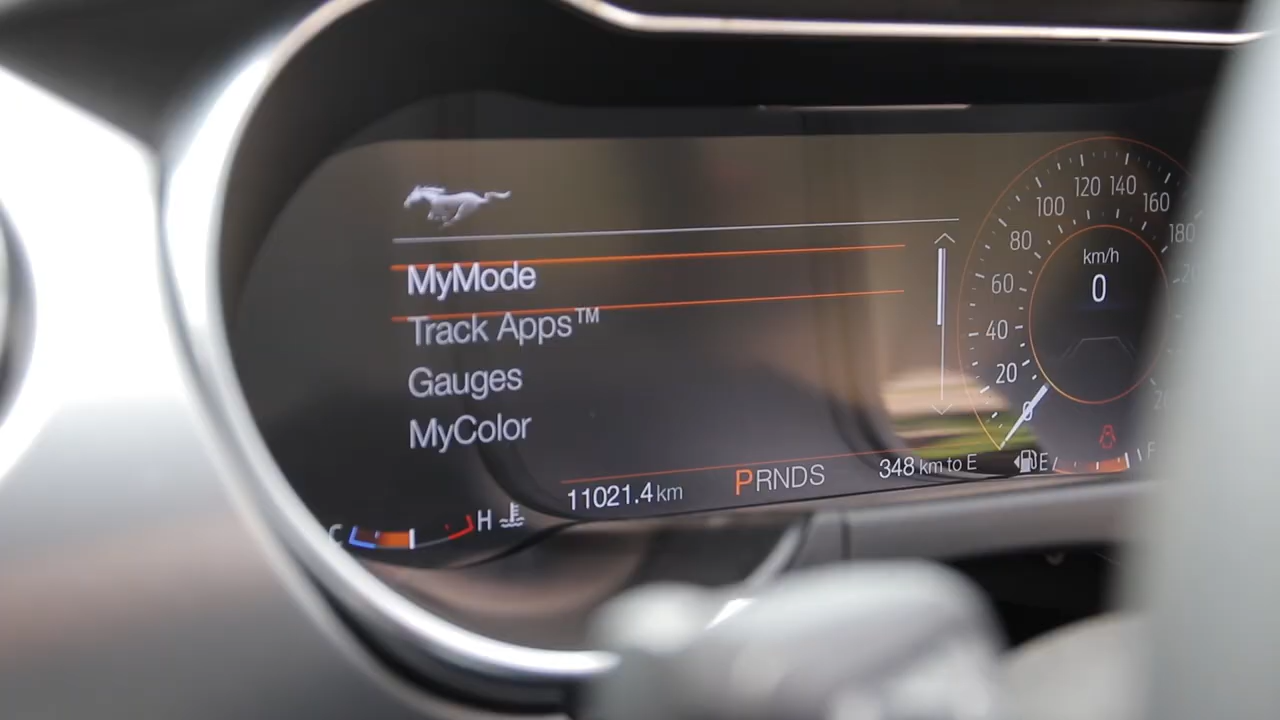 MyMode
Track Apps™
Gauges
MyColor
11021.4 km
PRNDS
348 km to E
C
H
E
F
km/h
0
0
20
40
60
80
100
120
140
160
180